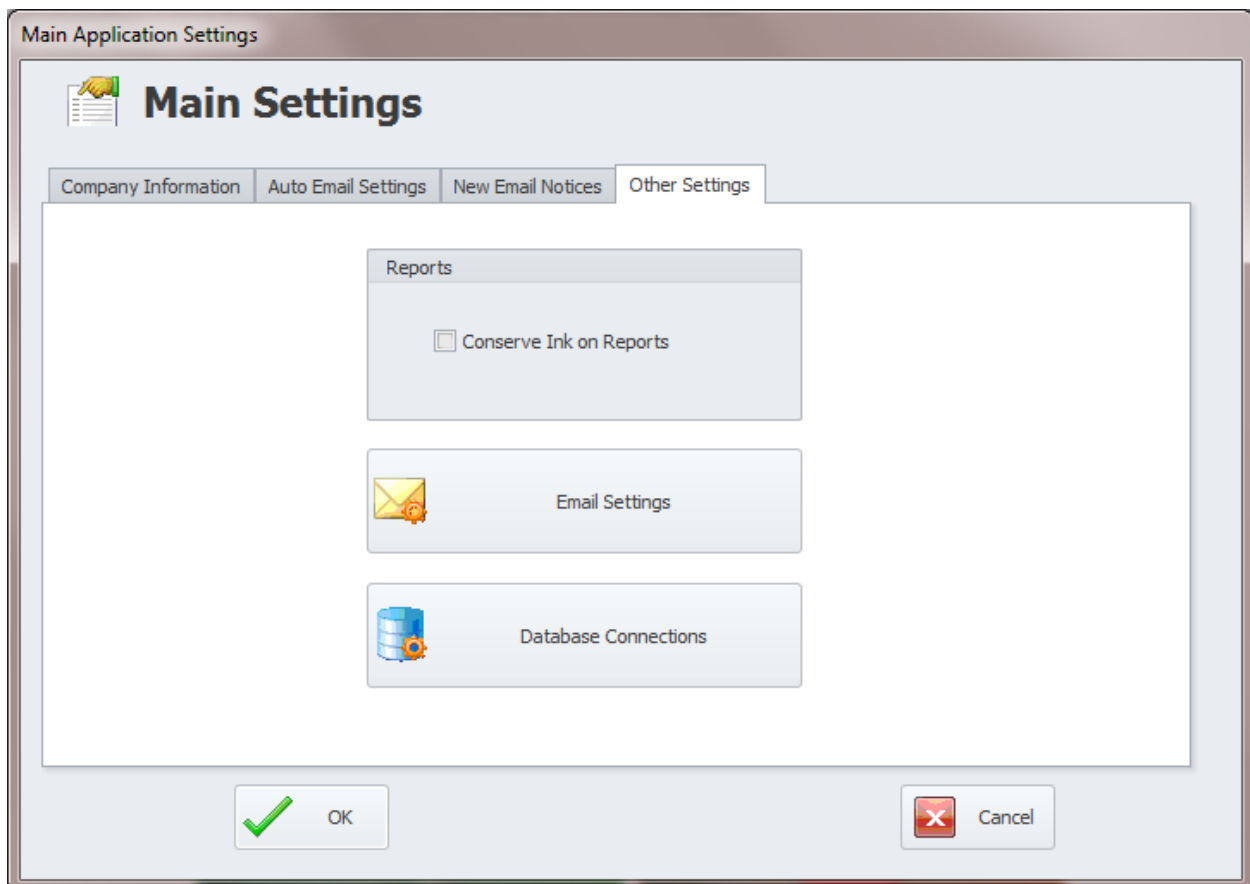 Main Application Settings
Main Settings
Company Information
Auto Email Settings
New Email Notices
Other Settings
Reports
Conserve Ink on Reports
Email Settings
Database Connections
OK
Cancel